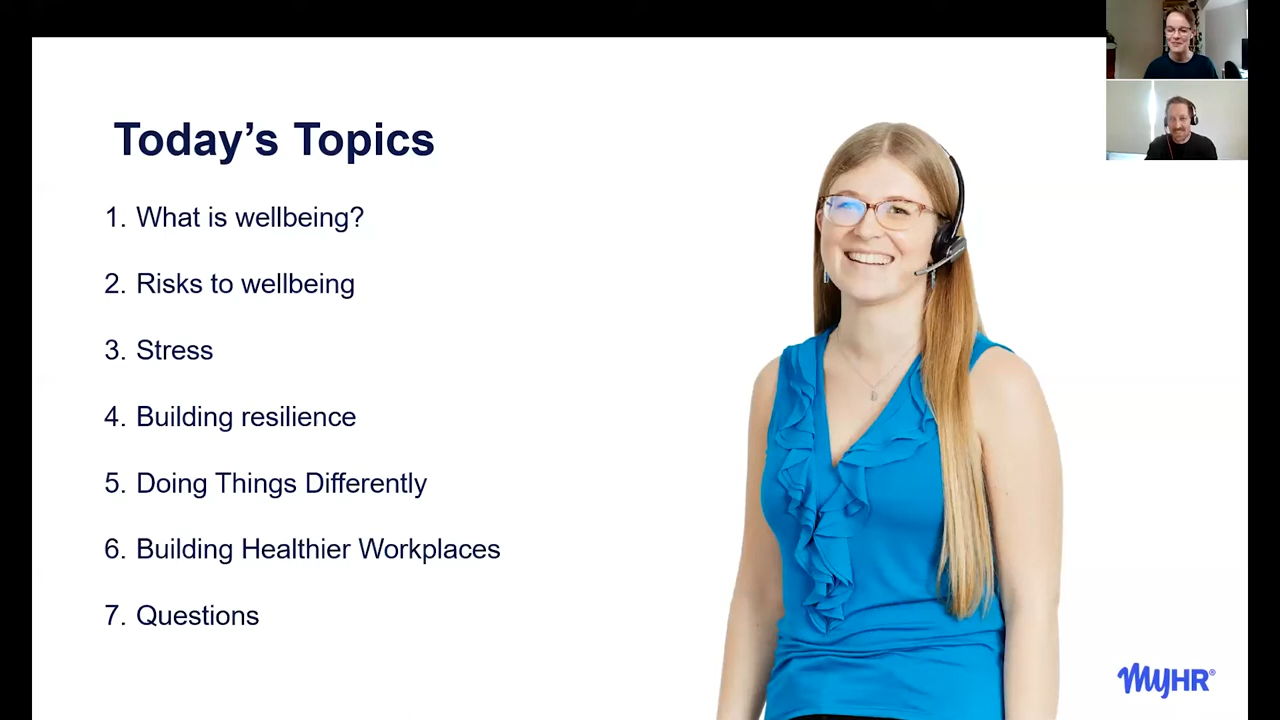 Today's Topics
1. What is wellbeing?
2. Risks to wellbeing
3. Stress
4. Building resilience
5. Doing Things Differently
6. Building Healthier Workplaces
7. Questions
MyHR®